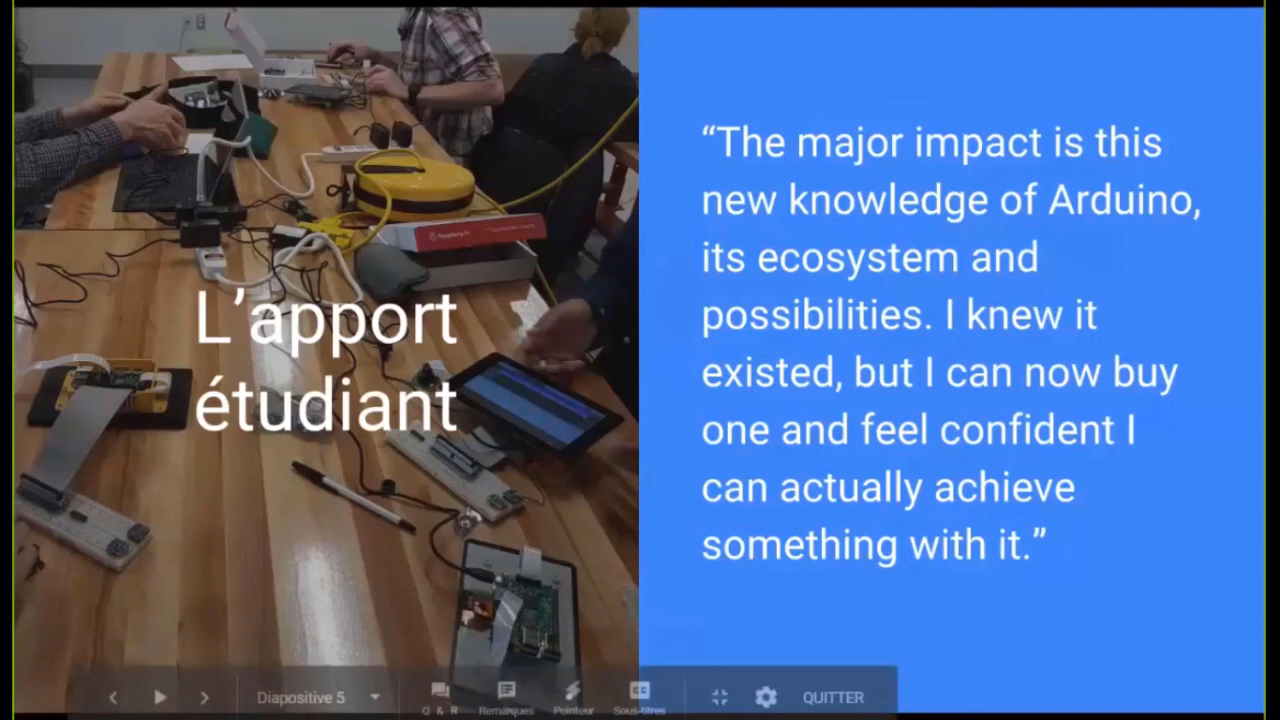 L’apport
étudiant
“The major impact is this
new knowledge of Arduino,
its ecosystem and
possibilities. I knew it
existed, but I can now buy
one and feel confident I
can actually achieve
something with it.”
Raspberry Pi
Diapositive 5
Q & R
Remarques
Pointeur
Sous-titres
QUITTER